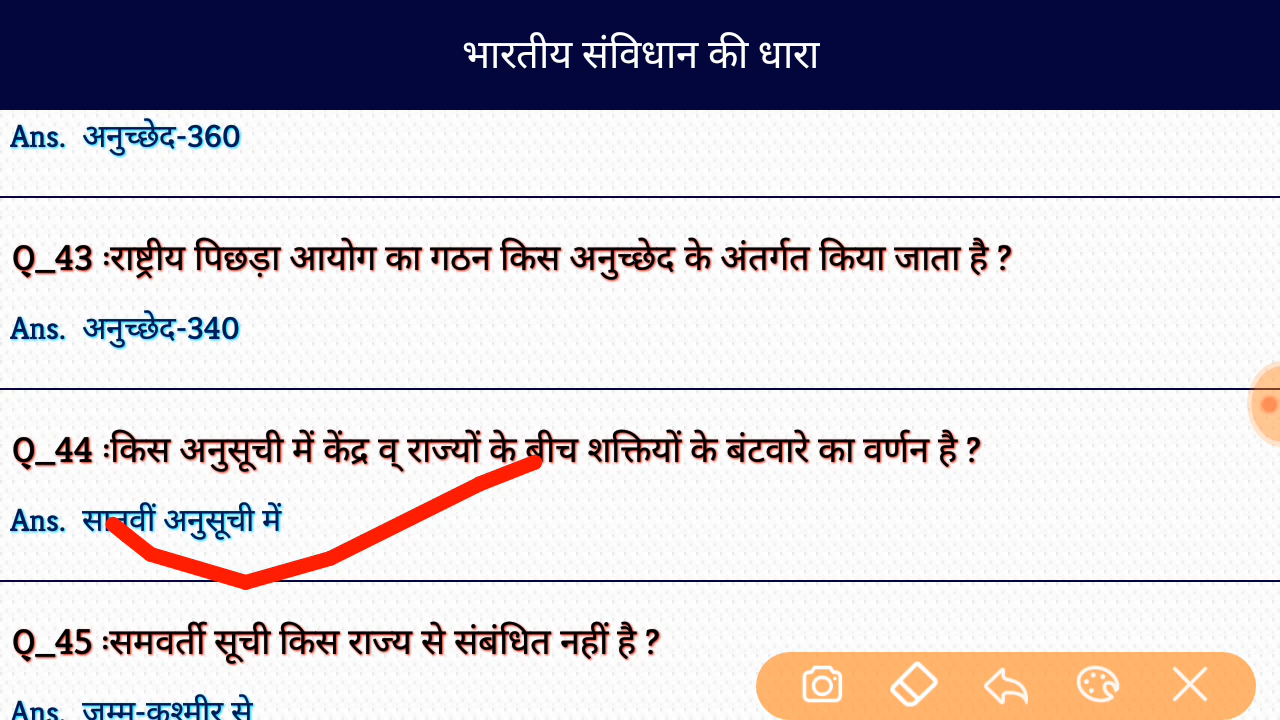 भारतीय संविधान की धारा
Ans. अनुच्छेद-360
Q_43 :राष्ट्रीय पिछड़ा आयोग का गठन किस अनुच्छेद के अंतर्गत किया जाता है ?
Ans. अनुच्छेद-340
Q_44 :किस अनुसूची में केंद्र व् राज्यों के बीच शक्तियों के बंटवारे का वर्णन है ?
Ans. सातवीं अनुसूची में
Q_45 :समवर्ती सूची किस राज्य से संबंधित नहीं है ?
Ans. जम्मू-कश्मीर से